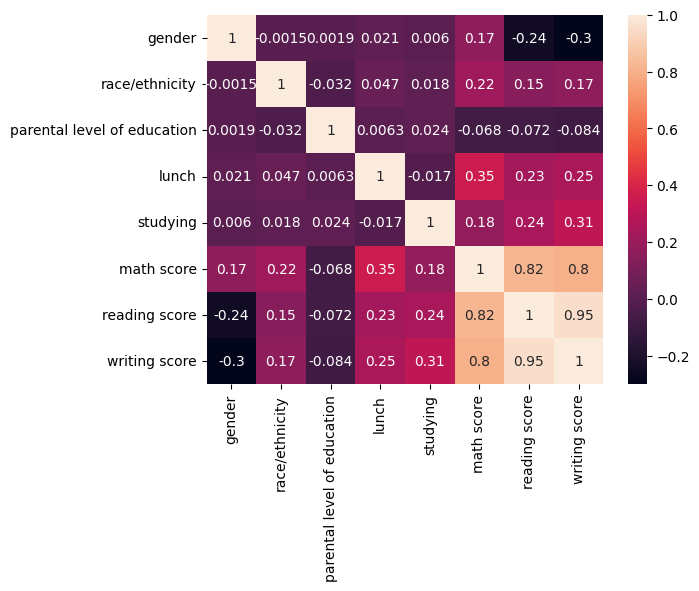 gender 1 -0.0015 0.0019 0.021 0.006 0.17 -0.24 -0.3
race/ethnicity -0.0015 1 -0.032 0.047 0.018 0.22 0.15 0.17
parental level of education 0.0019 -0.032 1 0.0063 0.024 -0.068 -0.072 -0.084
lunch 0.021 0.047 0.0063 1 -0.017 0.35 0.23 0.25
studying 0.006 0.018 0.024 -0.017 1 0.18 0.24 0.31
math score 0.17 0.22 -0.068 0.35 0.18 1 0.82 0.8
reading score -0.24 0.15 -0.072 0.23 0.24 0.82 1 0.95
writing score -0.3 0.17 -0.084 0.25 0.31 0.8 0.95 1
gender
race/ethnicity
parental level of education
lunch
studying
math score
reading score
writing score
1.0
0.8
0.6
0.4
0.2
0.0
−0.2